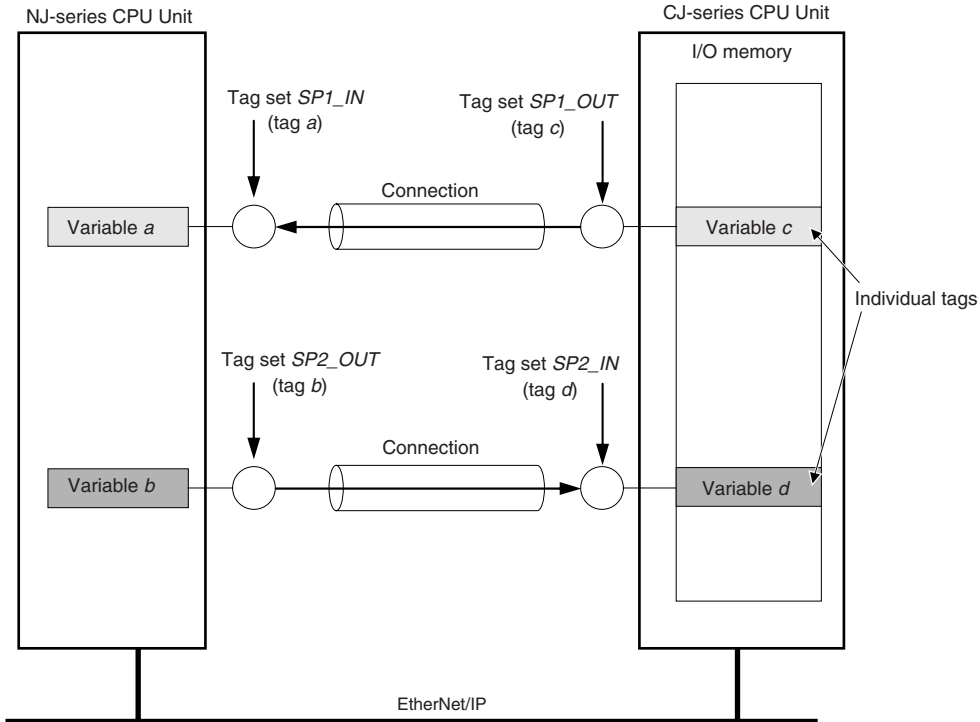 NJ-series CPU Unit
CJ-series CPU Unit
I/O memory
Tag set SP1_IN
(tag a)
Tag set SP1_OUT
(tag c)
Connection
Variable a
Variable c
Individual tags
Tag set SP2_OUT
(tag b)
Tag set SP2_IN
(tag d)
Connection
Variable b
Variable d
EtherNet/IP